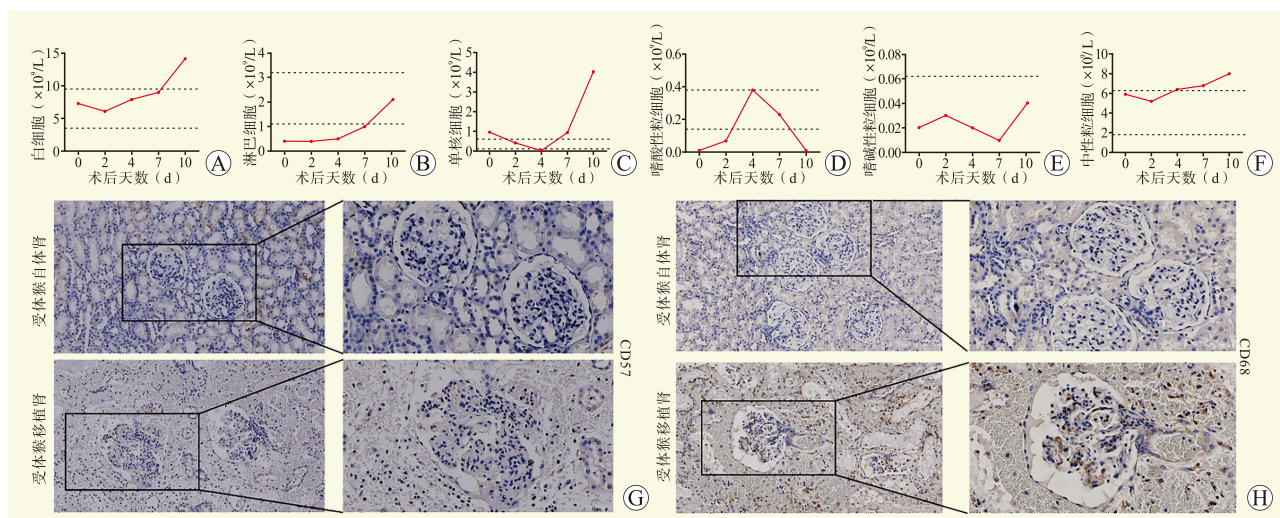 白细胞（×10⁹/L）
15
10
5
0
0 2 4 7 10
术后天数（d）
A
淋巴细胞（×10⁹/L）
4
3
2
1
0
0 2 4 7 10
术后天数（d）
B
单核细胞（×10⁹/L）
5
4
3
2
1
0
0 2 4 7 10
术后天数（d）
C
嗜酸性粒细胞（×10⁹/L）
0.6
0.4
0.2
0.0
0 2 4 7 10
术后天数（d）
D
嗜碱性粒细胞（×10⁹/L）
0.08
0.06
0.04
0.02
0.00
0 2 4 7 10
术后天数（d）
E
中性粒细胞（×10⁹/L）
10
8
6
4
2
0
0 2 4 7 10
术后天数（d）
F
受体猴自体肾
受体猴移植肾
CD57
G
受体猴自体肾
受体猴移植肾
CD68
H